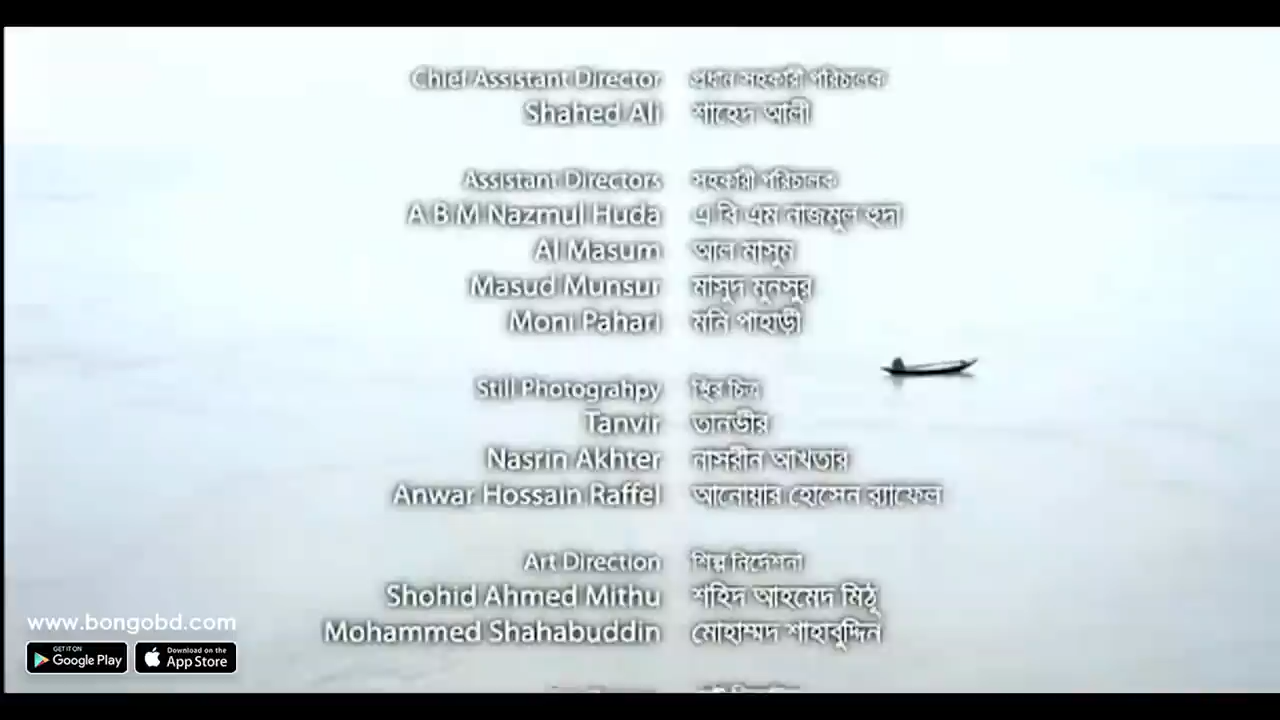 Chief Assistant Director প্রধান সহকারী পরিচালক
Shahed Ali শাহেদ আলী
Assistant Directors সহকারী পরিচালক
A B M Nazmul Huda এ বি এম নাজমুল হুদা
Al Masum আল মাসুম
Masud Munsur মাসুদ মুনসুর
Moni Pahari মনি পাহাড়ী
Still Photograhpy স্থির চিত্র
Tanvir তানভীর
Nasrin Akhter নাসরীন আখতার
Anwar Hossain Raffel আনোয়ার হোসেন র‍্যাফেল
Art Direction শিল্প নির্দেশনা
Shohid Ahmed Mithu শহিদ আহমেদ মিঠু
Mohammed Shahabuddin মোহাম্মদ শাহাবুদ্দিন
www.bongobd.com
GET IT ON Google Play
Download on the App Store